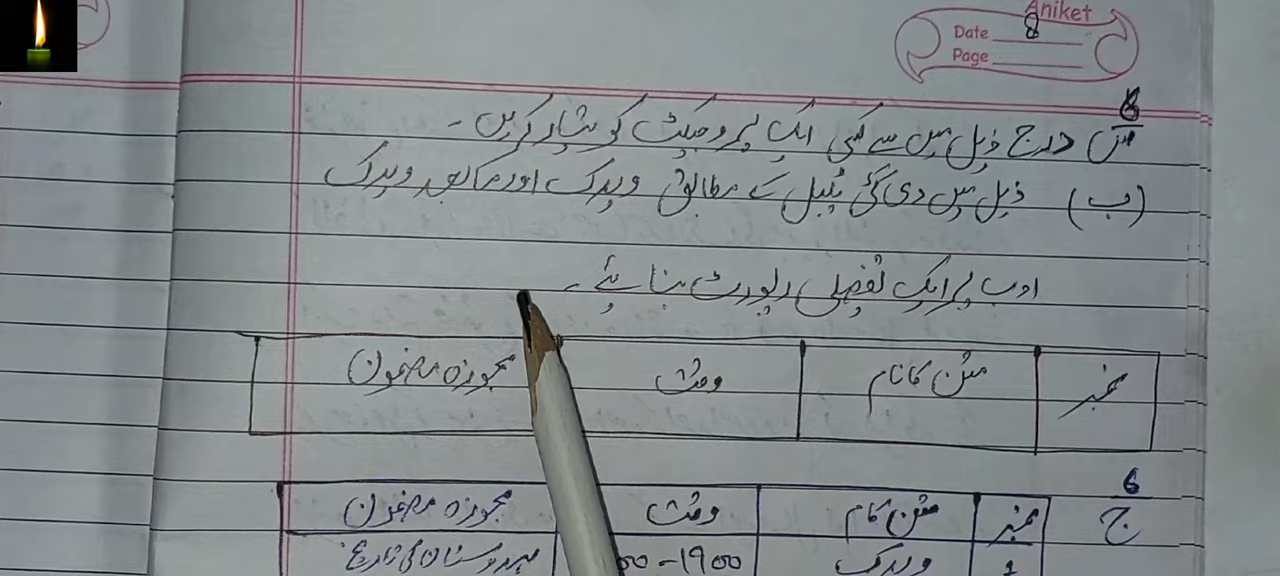 Aniket
Date 8
Page
8
س درج ذیل میں سے کسی ایک پروجیکٹ کو تیار کریں۔
(ب) ذیل میں دی گئی ٹیبل کے مطابق ویدک اور مابعد ویدک
ادب پر ایک تفصیلی رپورٹ بنائیے۔
نمبر متن کا نام وقت مجوزہ مضمون
6
ج نمبر متن کا نام وقت مجوزہ مضمون
1 ویدک 00-1900 ہندوستان کی تاریخ